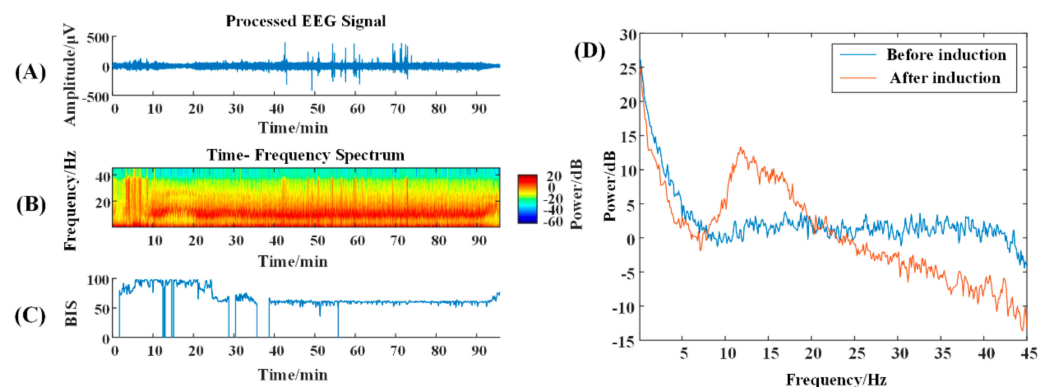 Processed EEG Signal
(A)
Amplitude/μV
500
0
-500
0 10 20 30 40 50 60 70 80 90
Time/min
Time- Frequency Spectrum
(B)
Frequency/Hz
40
20
10 20 30 40 50 60 70 80 90
Time/min
20
0
-20
-40
-60
Power/dB
(C)
BIS
100
50
0
0 10 20 30 40 50 60 70 80 90
Time/min
(D)
Power/dB
30
25
20
15
10
5
0
-5
-10
-15
5 10 15 20 25 30 35 40 45
Frequency/Hz
Before induction
After induction